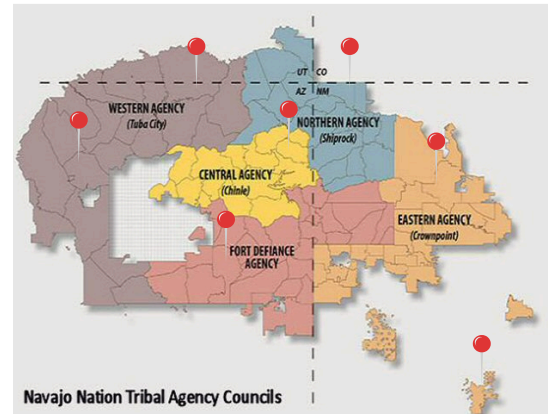 UT CO
AZ NM
WESTERN AGENCY
(Tuba City)
NORTHERN AGENCY
(Shiprock)
CENTRAL AGENCY
(Chinle)
EASTERN AGENCY
(Crownpoint)
FORT DEFIANCE
AGENCY
Navajo Nation Tribal Agency Councils